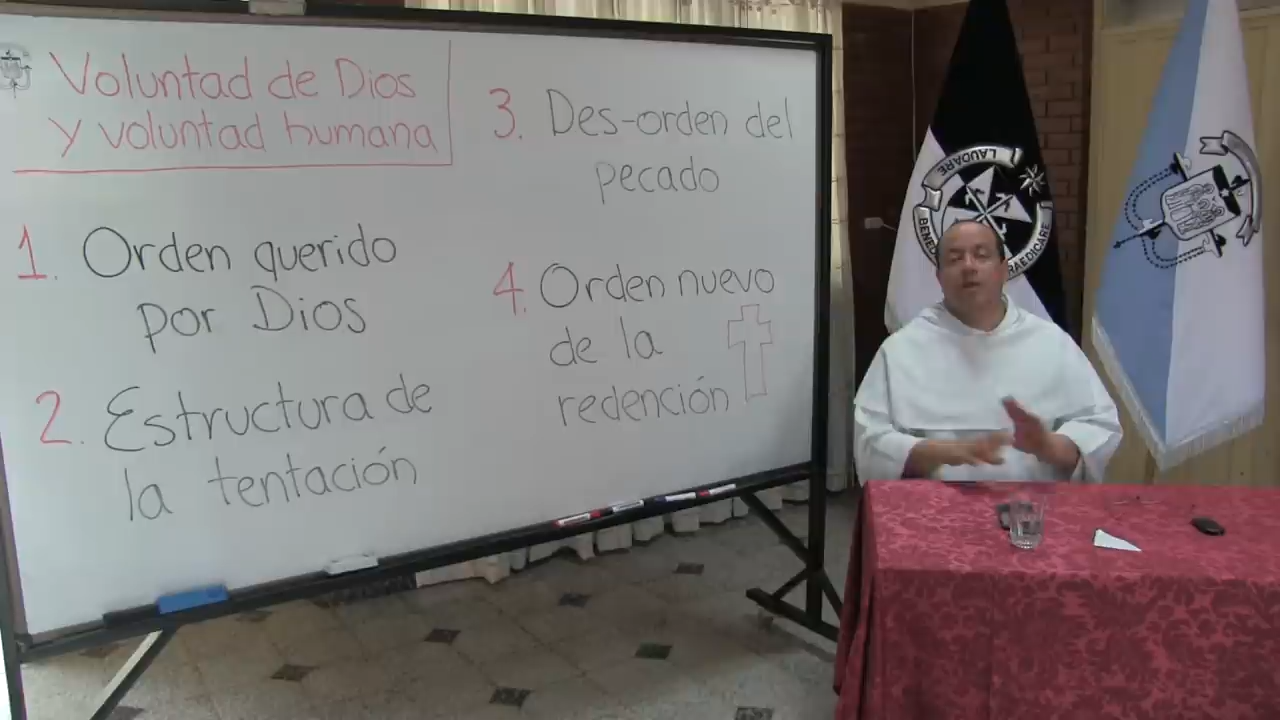 Voluntad de Dios
y voluntad humana
1. Orden querido
por Dios
2. Estructura de
la tentación
3. Des-orden del
pecado
4. Orden nuevo
de la
redención
LAUDARE